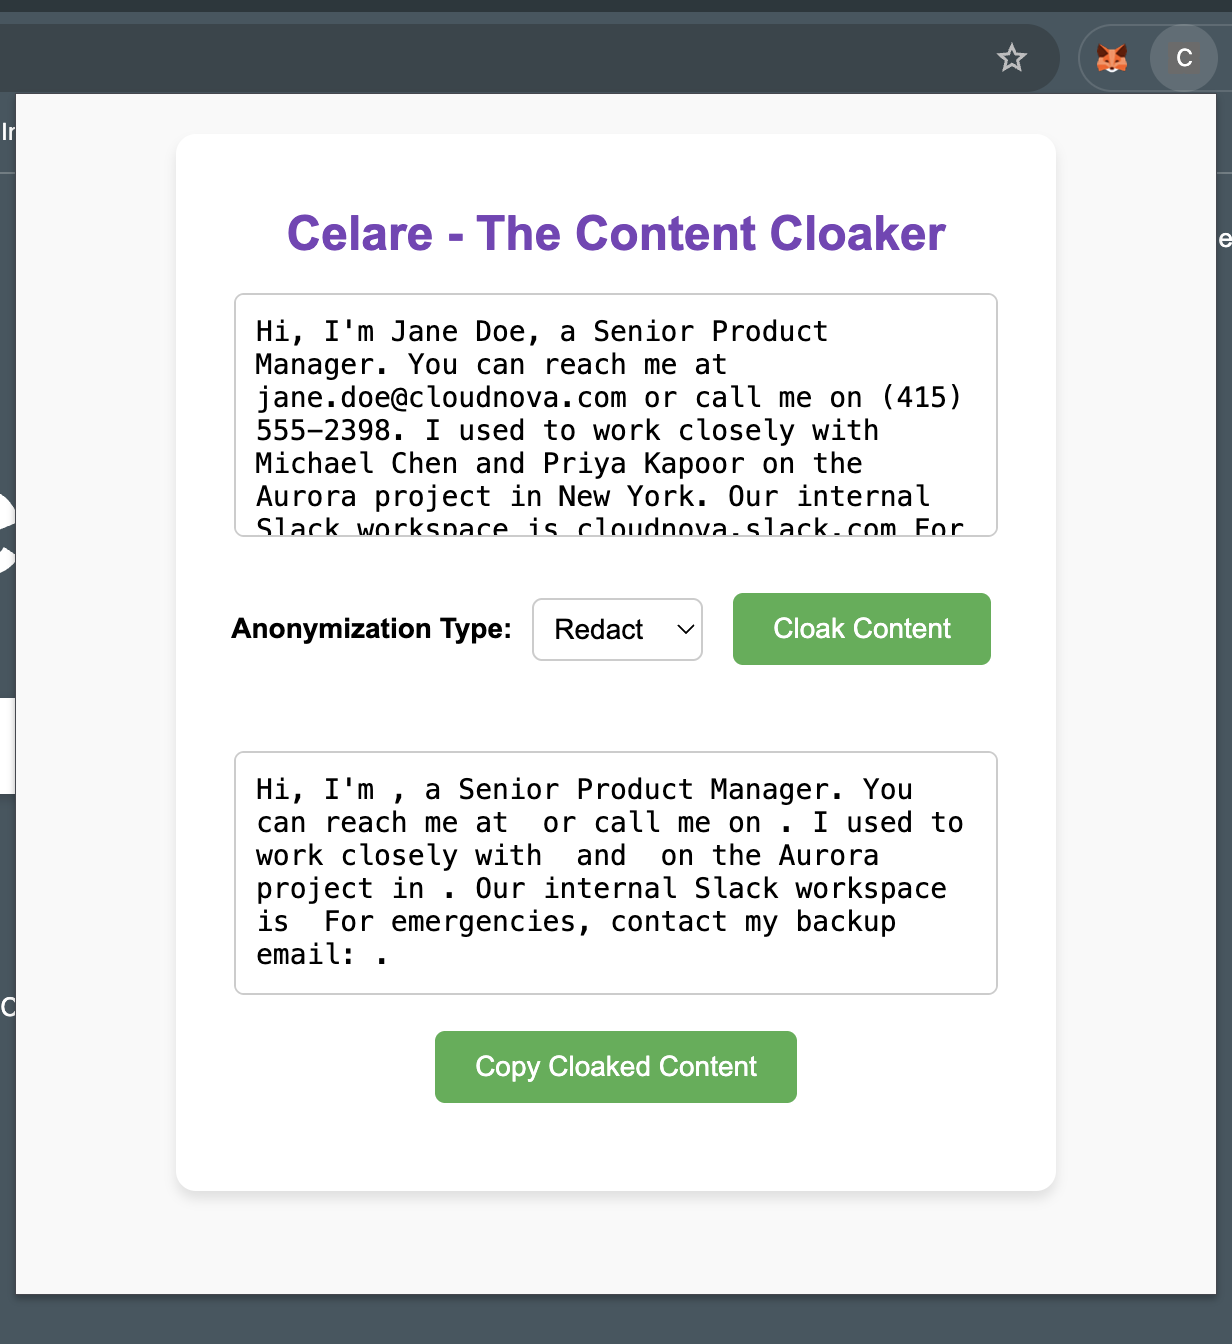 C
Ir
Celare - The Content Cloaker
e
Hi, I'm Jane Doe, a Senior Product
Manager. You can reach me at
jane.doe@cloudnova.com or call me on (415)
555-2398. I used to work closely with
Michael Chen and Priya Kapoor on the
Aurora project in New York. Our internal
Slack workspace is cloudnova.slack.com For
Anonymization Type: Redact Cloak Content
Hi, I'm , a Senior Product Manager. You
can reach me at  or call me on . I used to
work closely with  and  on the Aurora
project in . Our internal Slack workspace
is  For emergencies, contact my backup
email: .
Copy Cloaked Content